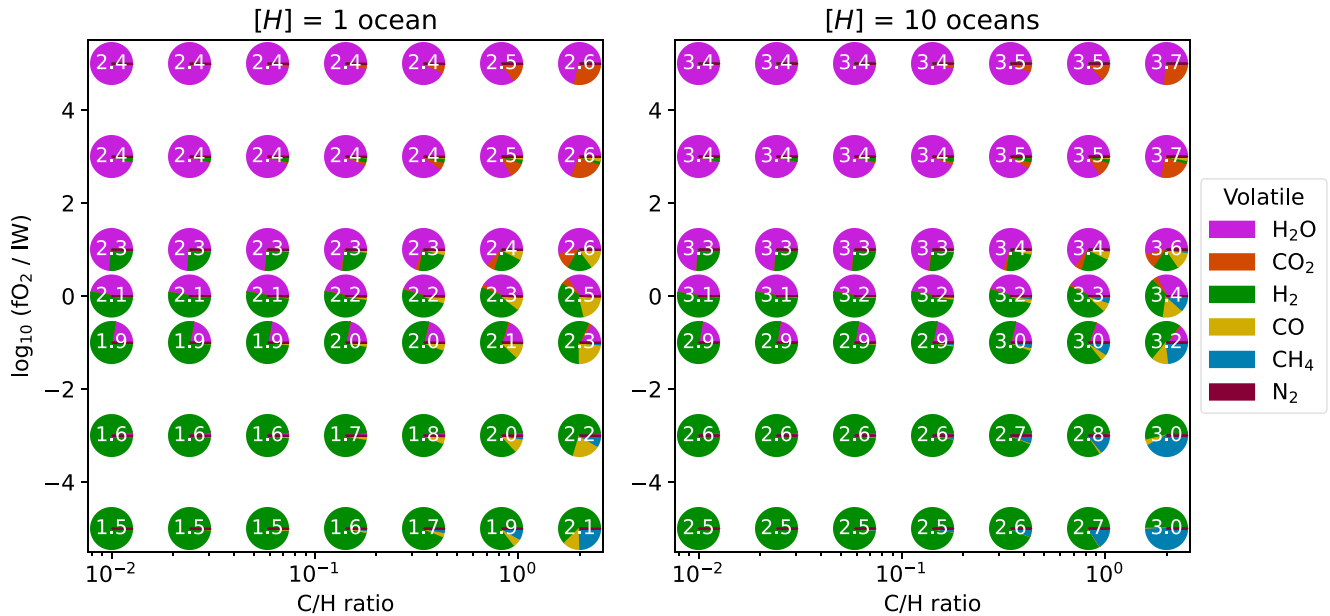 [H] = 1 ocean
[H] = 10 oceans
log₁₀ (fO₂ / IW)
4
2
0
−2
−4
2.4 2.4 2.4 2.4 2.4 2.5 2.6
2.4 2.4 2.4 2.4 2.4 2.5 2.6
2.3 2.3 2.3 2.3 2.3 2.4 2.6
2.1 2.1 2.1 2.2 2.2 2.3 2.5
1.9 1.9 1.9 2.0 2.0 2.1 2.3
1.6 1.6 1.6 1.7 1.8 2.0 2.2
1.5 1.5 1.5 1.6 1.7 1.9 2.1
10⁻² 10⁻¹ 10⁰
C/H ratio
4
2
0
−2
−4
3.4 3.4 3.4 3.4 3.5 3.5 3.7
3.4 3.4 3.4 3.4 3.5 3.5 3.7
3.3 3.3 3.3 3.3 3.4 3.4 3.6
3.1 3.1 3.2 3.2 3.2 3.3 3.4
2.9 2.9 2.9 2.9 3.0 3.0 3.2
2.6 2.6 2.6 2.6 2.7 2.8 3.0
2.5 2.5 2.5 2.5 2.6 2.7 3.0
10⁻² 10⁻¹ 10⁰
C/H ratio
Volatile
H₂O
CO₂
H₂
CO
CH₄
N₂